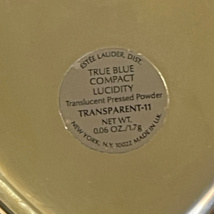 ESTÉE LAUDER, DIST.
TRUE BLUE
COMPACT
LUCIDITY
Translucent Pressed Powder
TRANSPARENT-11
NET WT.
0.06 OZ./1.7g
NEW YORK, N.Y. 10022 MADE IN U.K.